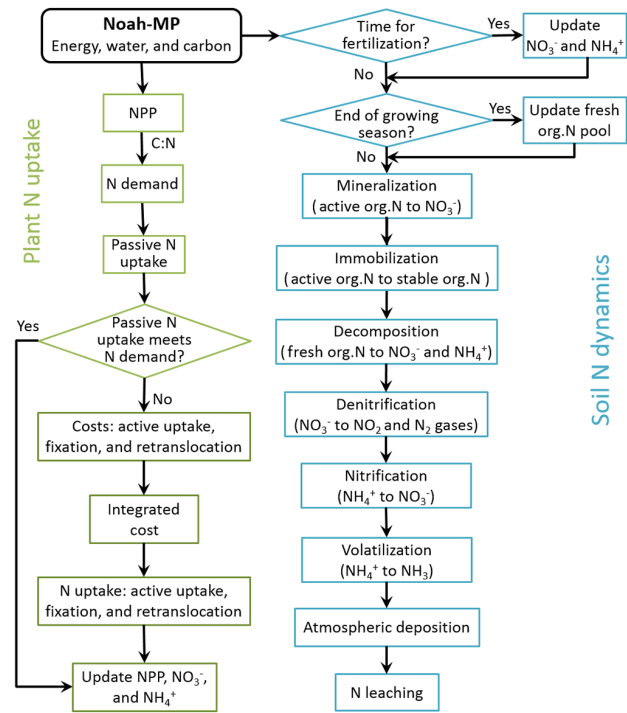 Noah-MP
Energy, water, and carbon
Time for
fertilization?
Yes
Update
NO₃⁻ and NH₄⁺
No
End of growing
season?
Yes
Update fresh
org.N pool
No
Plant N uptake
NPP
C:N
N demand
Passive N
uptake
Yes
Passive N
uptake meets
N demand?
No
Costs: active uptake,
fixation, and retranslocation
Integrated
cost
N uptake: active uptake,
fixation, and retranslocation
Update NPP, NO₃⁻,
and NH₄⁺
Mineralization
(active org.N to NO₃⁻)
Immobilization
(active org.N to stable org.N )
Decomposition
(fresh org.N to NO₃⁻ and NH₄⁺)
Denitrification
(NO₃⁻ to NO₂ and N₂ gases)
Nitrification
(NH₄⁺ to NO₃⁻)
Volatilization
(NH₄⁺ to NH₃)
Atmospheric deposition
N leaching
Soil N dynamics